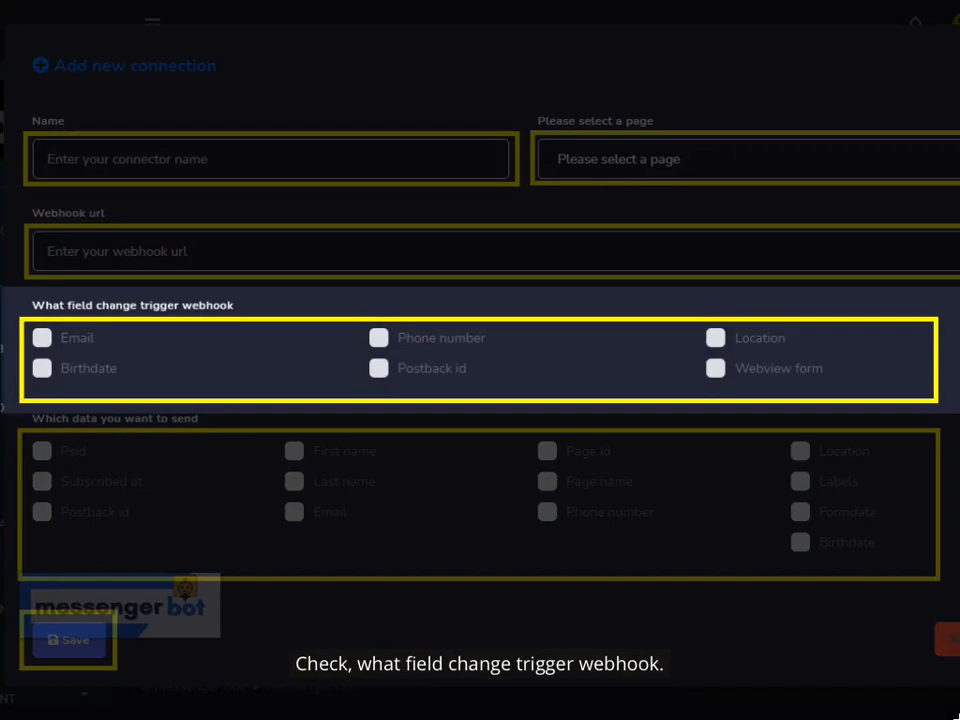 Add new connection
Name
Please select a page
Enter your connector name
Please select a page
Webhook url
Enter your webhook url
What field change trigger webhook
Email
Phone number
Location
Birthdate
Postback id
Webview form
Which data you want to send
Psid
First name
Page id
Location
Subscribed at
Last name
Page name
Labels
Postback id
Email
Phone number
Formdata
Birthdate
messenger bot
Save
Check, what field change trigger webhook.